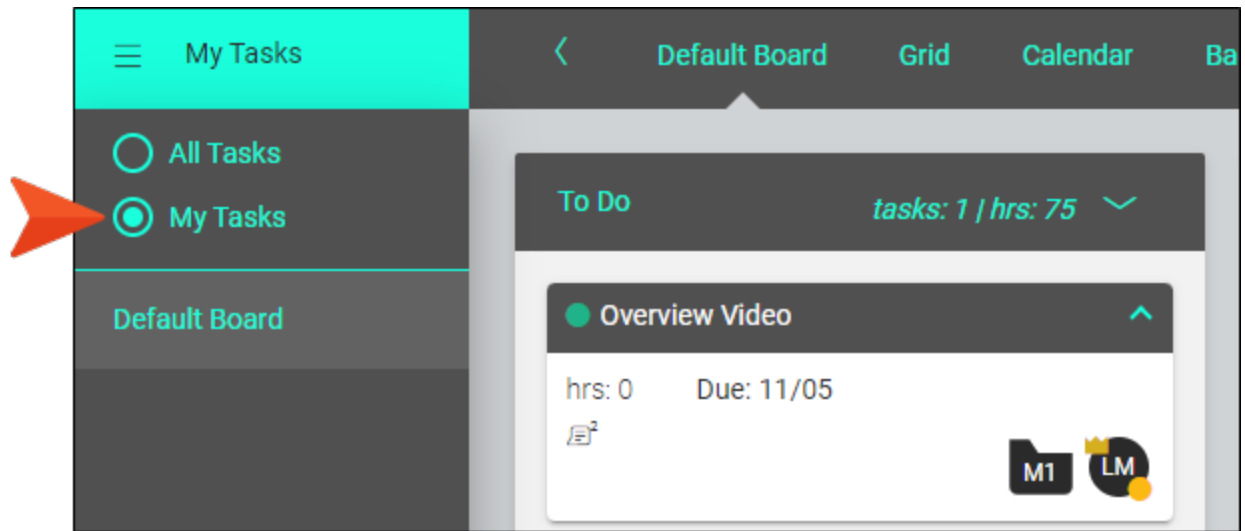 My Tasks
Default Board Grid Calendar Ba
All Tasks
My Tasks
Default Board
To Do tasks: 1 | hrs: 75
Overview Video
hrs: 0 Due: 11/05
2
M1 LM